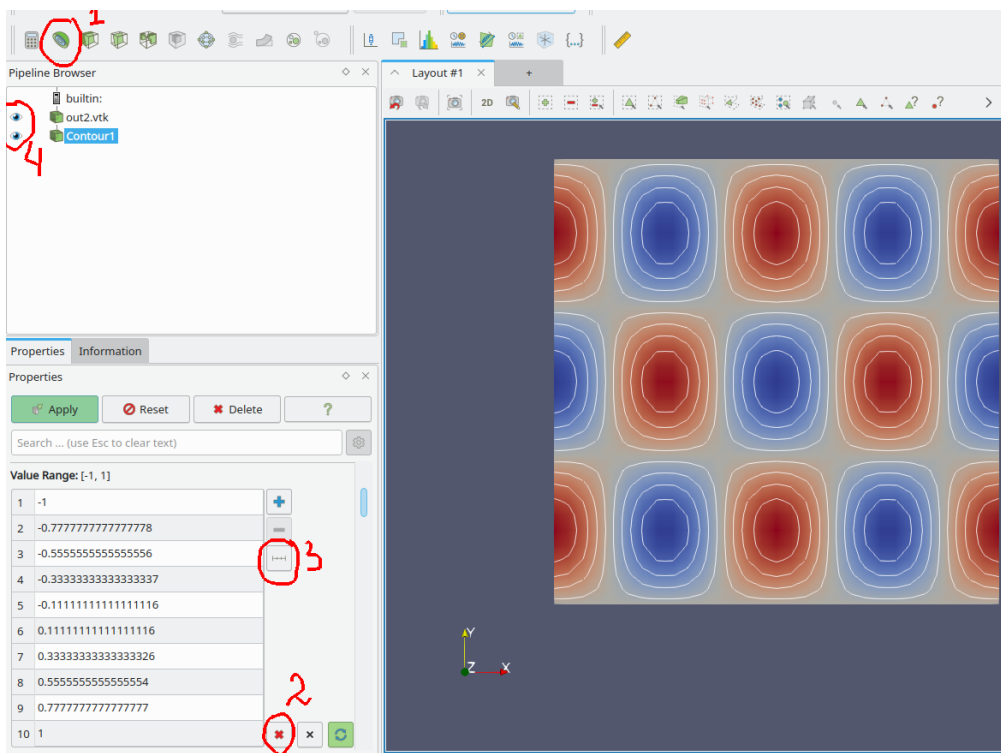 1
Pipeline Browser
Layout #1
+
builtin:
out2.vtk
Contour1
4
2D
Properties
Information
Properties
Apply
Reset
Delete
?
Search ... (use Esc to clear text)
Value Range: [-1, 1]
1 -1
2 -0.7777777777777778
3 -0.5555555555555556
3
4 -0.33333333333333337
5 -0.11111111111111116
6 0.11111111111111116
7 0.33333333333333326
8 0.5555555555555554
9 0.7777777777777777
2
10 1
Y
Z
X